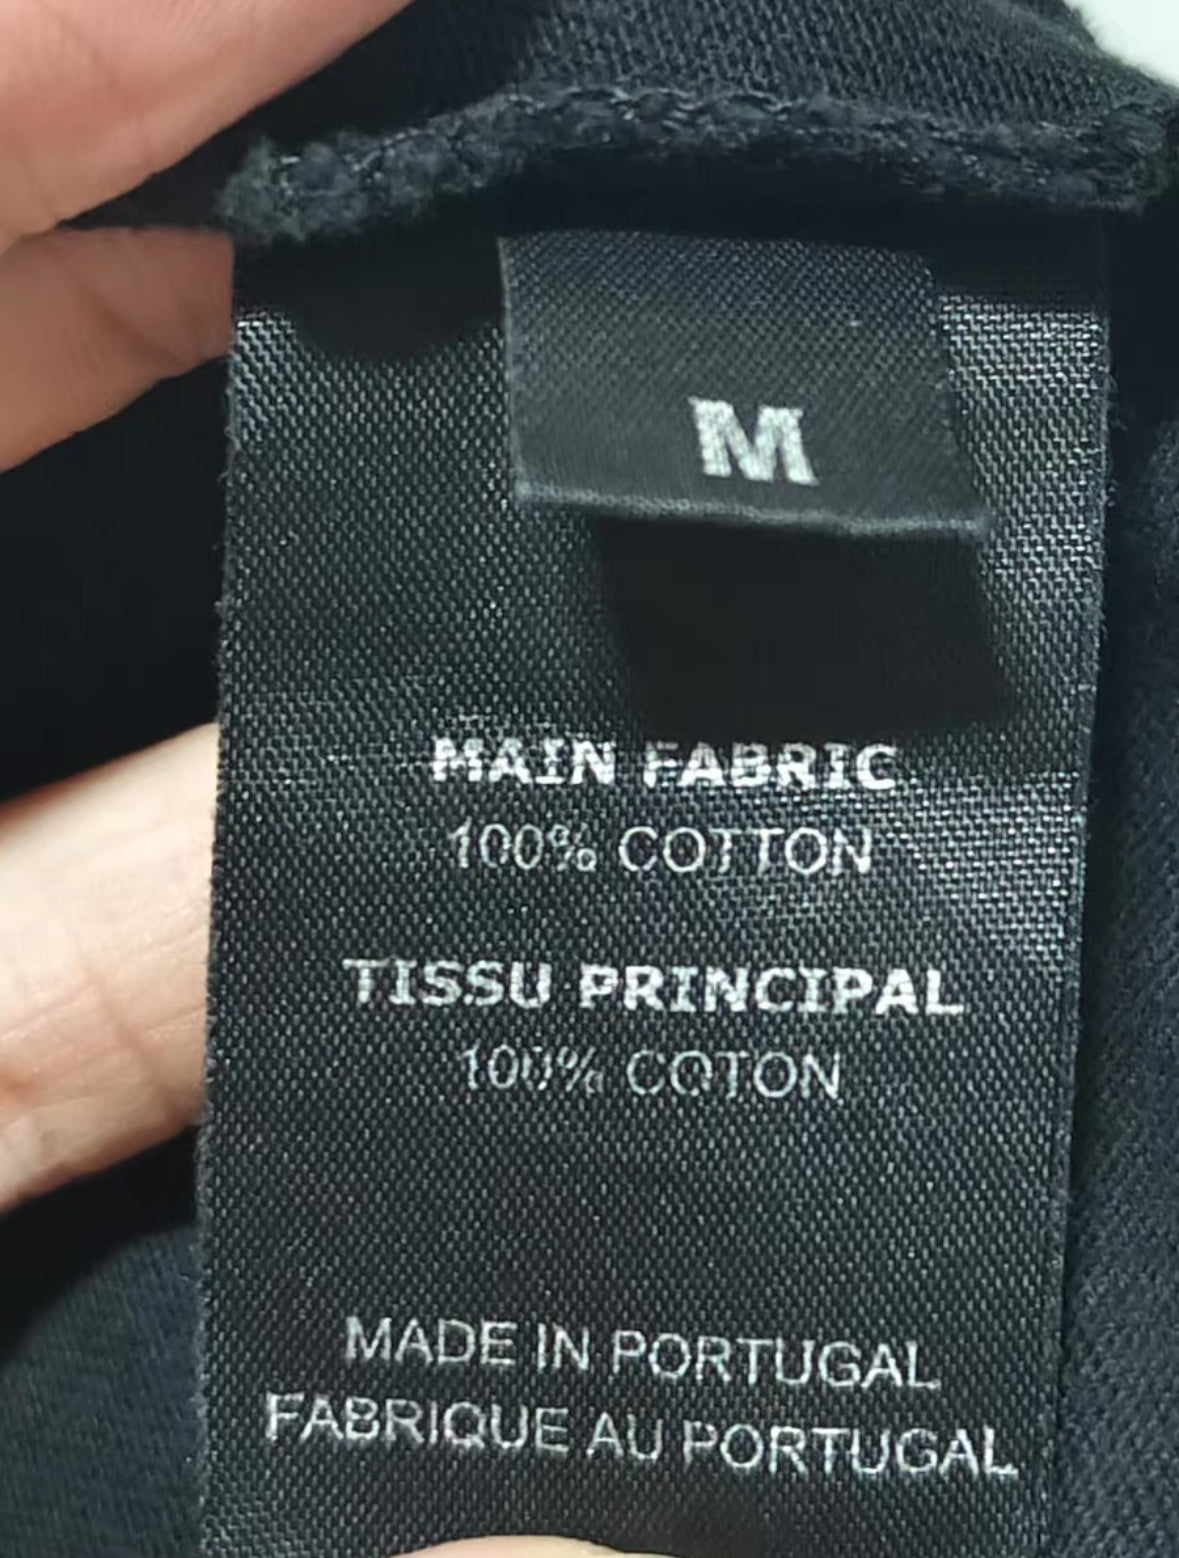 M
MAIN FABRIC
100% COTTON
TISSU PRINCIPAL
100% COTON
MADE IN PORTUGAL
FABRIQUE AU PORTUGAL